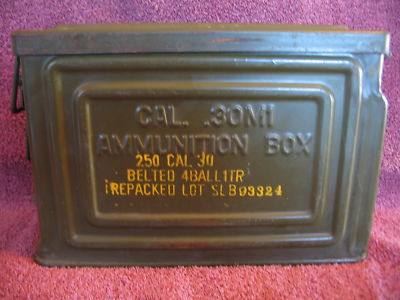 CAL. .30M1
AMMUNITION BOX
250 CAL.30
BELTED 4BALL1TR
REPACKED LOT SLB93324